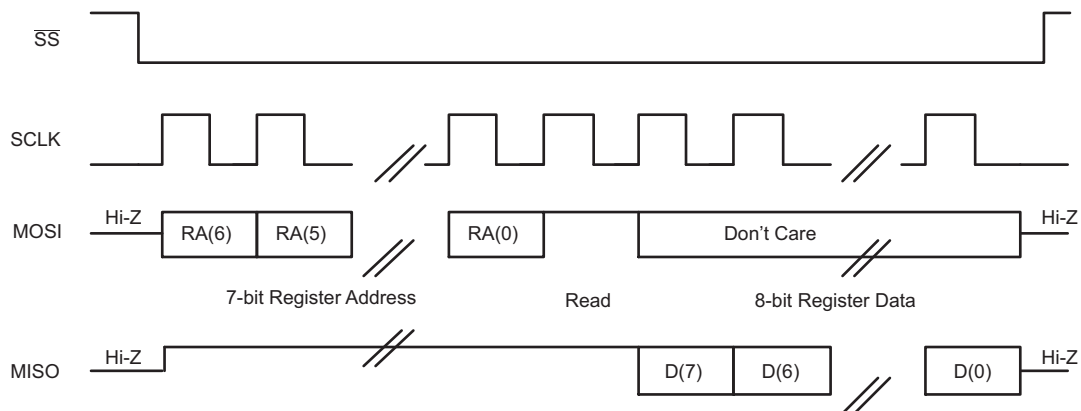 SS
SCLK
MOSI Hi-Z RA(6) RA(5) RA(0) Don't Care Hi-Z
7-bit Register Address Read 8-bit Register Data
MISO Hi-Z D(7) D(6) D(0) Hi-Z